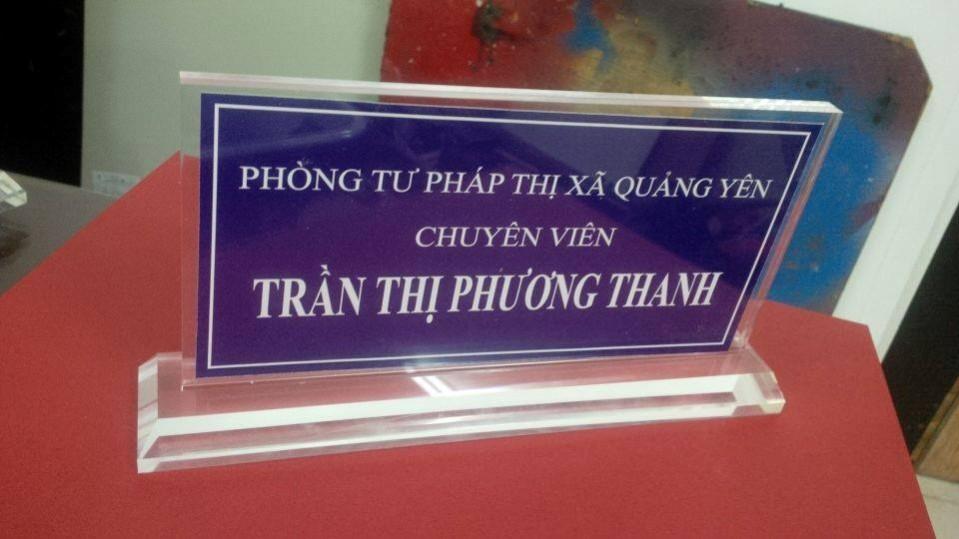 PHÒNG TƯ PHÁP THỊ XÃ QUẢNG YÊN
CHUYÊN VIÊN
TRẦN THỊ PHƯƠNG THANH